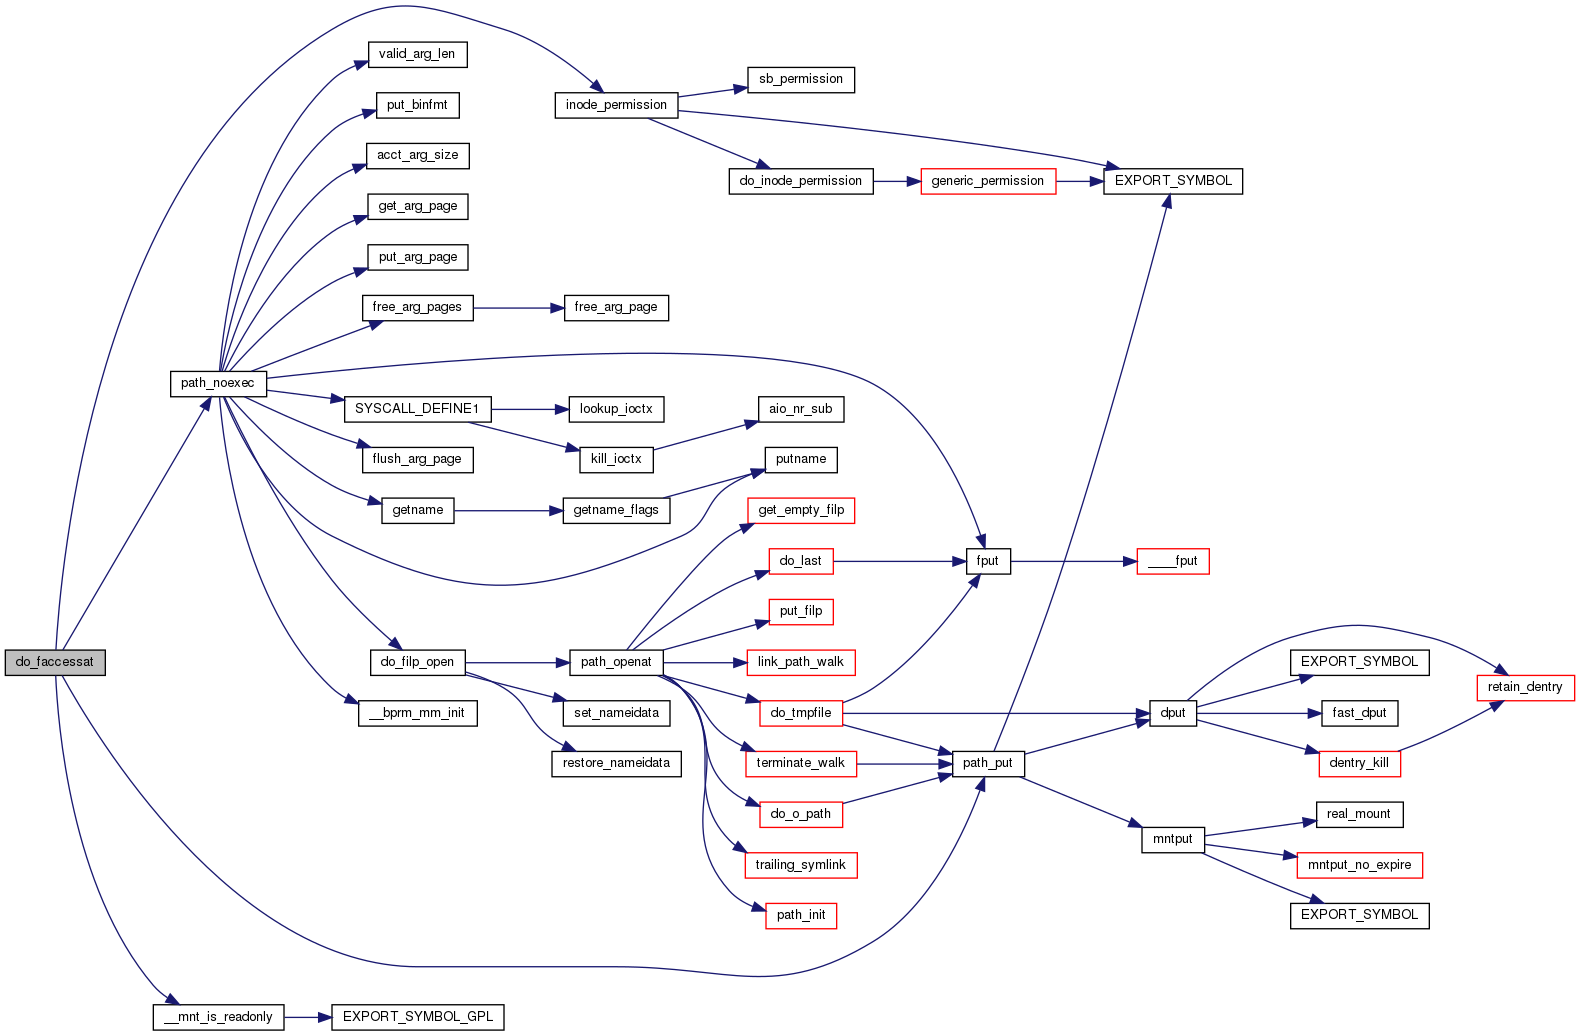 valid_arg_len
sb_permission
put_binfmt
inode_permission
acct_arg_size
do_inode_permission
generic_permission
EXPORT_SYMBOL
get_arg_page
put_arg_page
free_arg_pages
free_arg_page
path_noexec
SYSCALL_DEFINE1
lookup_ioctx
aio_nr_sub
flush_arg_page
kill_ioctx
putname
getname
getname_flags
get_empty_filp
do_last
fput
____fput
put_filp
do_faccessat
do_filp_open
path_openat
link_path_walk
EXPORT_SYMBOL
retain_dentry
__bprm_mm_init
set_nameidata
do_tmpfile
dput
fast_dput
restore_nameidata
terminate_walk
path_put
dentry_kill
do_o_path
real_mount
mntput
trailing_symlink
mntput_no_expire
path_init
EXPORT_SYMBOL
__mnt_is_readonly
EXPORT_SYMBOL_GPL